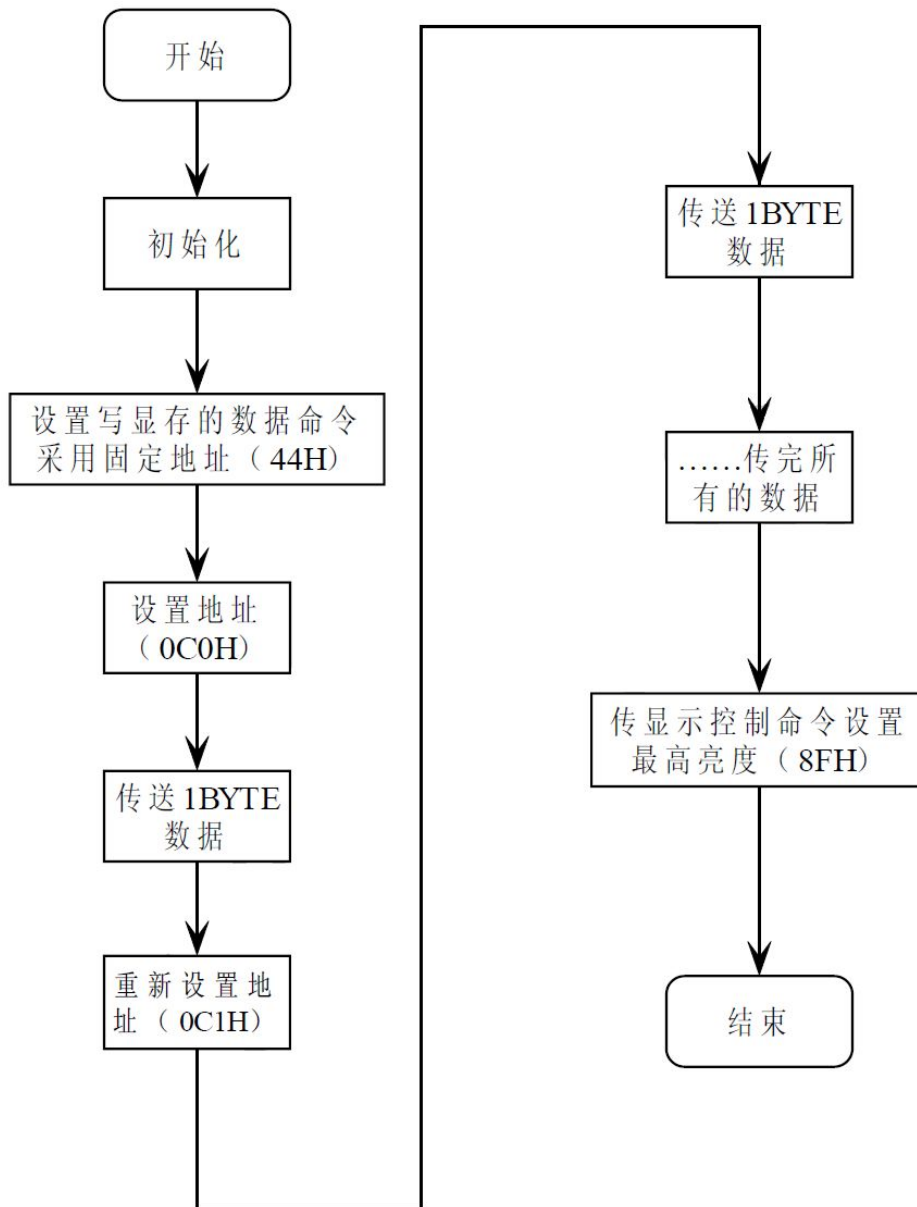 开始
初始化
设置写显存的数据命令
采用固定地址（44H）
设置地址
（0C0H）
传送1BYTE
数据
重新设置地
址（0C1H）
传送1BYTE
数据
……传完所
有的数据
传显示控制命令设置
最高亮度（8FH）
结束